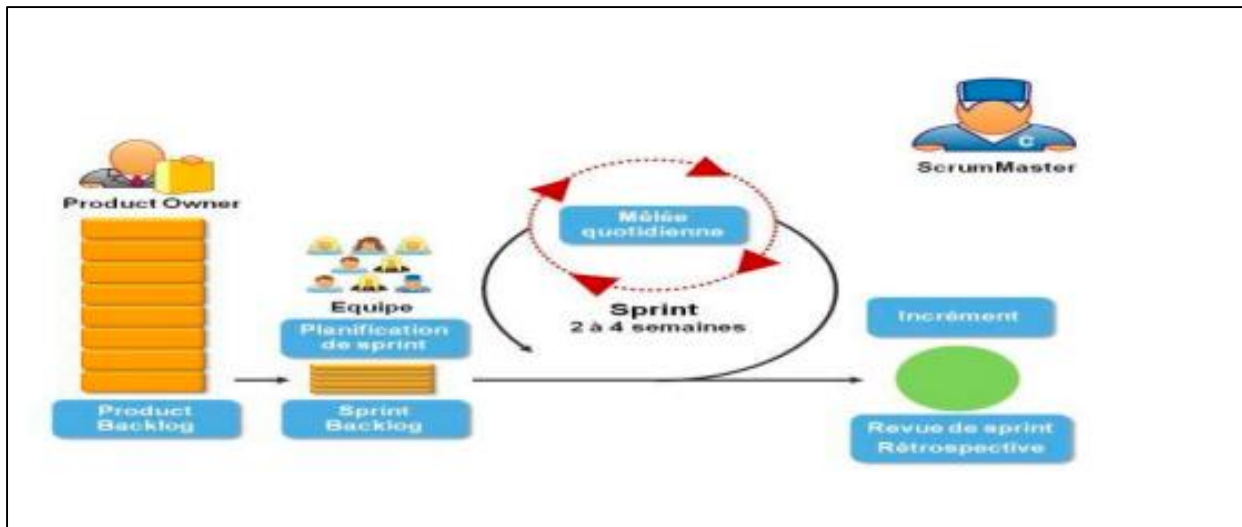 ScrumMaster
Product Owner
Mêlée
quotidienne
Equipe
Sprint
2 à 4 semaines
Planification
de sprint
Incrément
Product
Backlog
Sprint
Backlog
Revue de sprint
Rétrospective
C